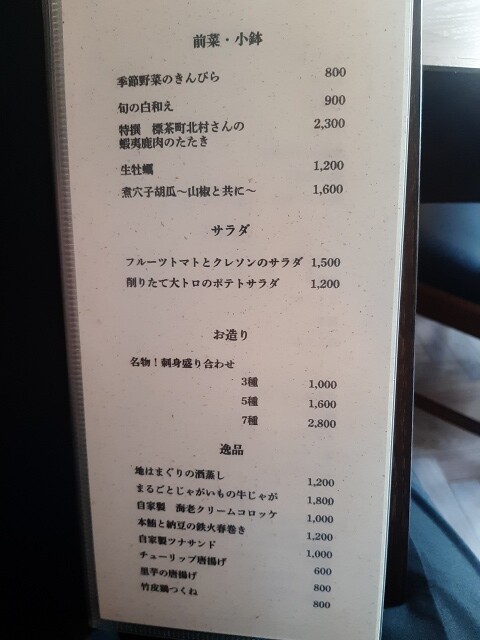 前菜・小鉢
季節野菜のきんぴら 800
旬の白和え 900
特撰 標茶町北村さんの 2,300
蝦夷鹿肉のたたき
生牡蠣 1,200
煮穴子胡瓜〜山椒と共に〜 1,600
サラダ
フルーツトマトとクレソンのサラダ 1,500
削りたて大トロのポテトサラダ 1,200
お造り
名物!刺身盛り合わせ
3種 1,000
5種 1,600
7種 2,800
逸品
地はまぐりの酒蒸し 1,200
まるごとじゃがいもの牛じゃが 1,800
自家製 海老クリームコロッケ 1,000
本鮪と納豆の鉄火春巻き 1,200
自家製ツナサンド 1,000
チューリップ唐揚げ 600
里芋の唐揚げ 800
竹皮鶏つくね 800